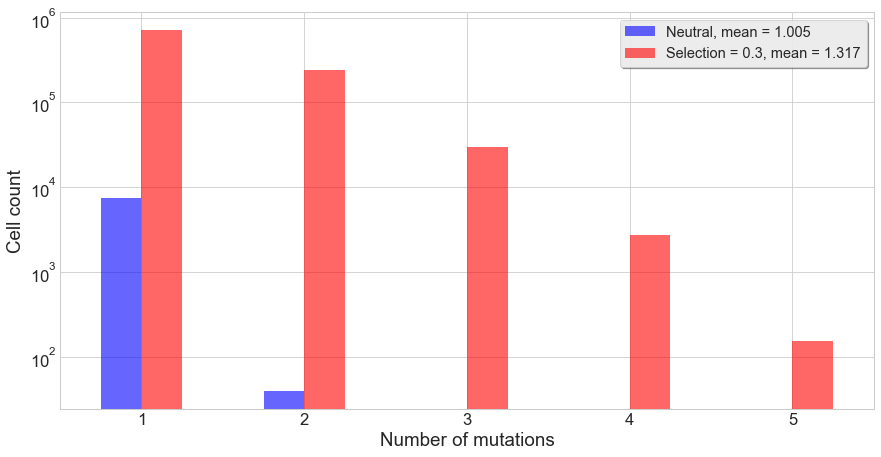 Neutral, mean = 1.005
Selection = 0.3, mean = 1.317
Cell count
10^6
10^5
10^4
10^3
10^2
1 2 3 4 5
Number of mutations